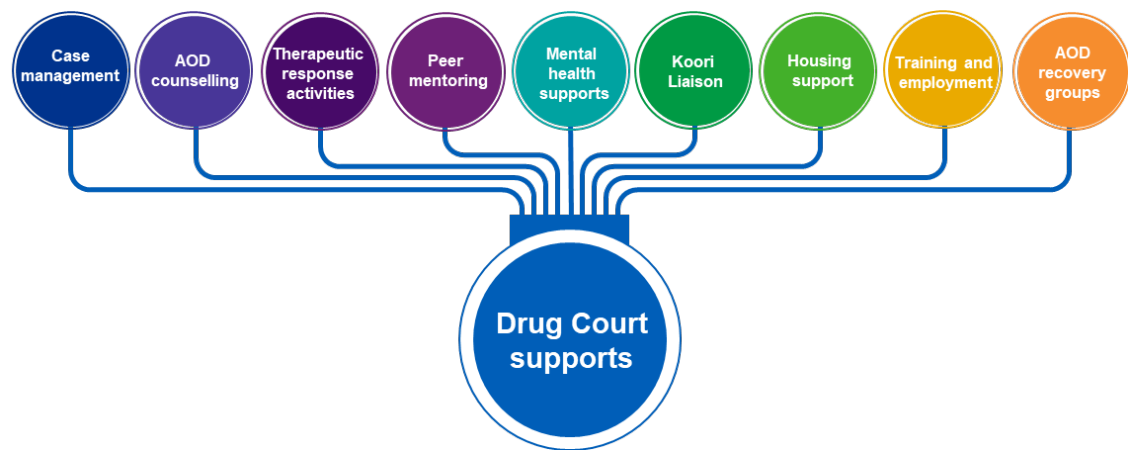 Case
management
AOD
counselling
Therapeutic
response
activities
Peer
mentoring
Mental
health
supports
Koori
Liaison
Housing
support
Training and
employment
AOD
recovery
groups
Drug Court
supports